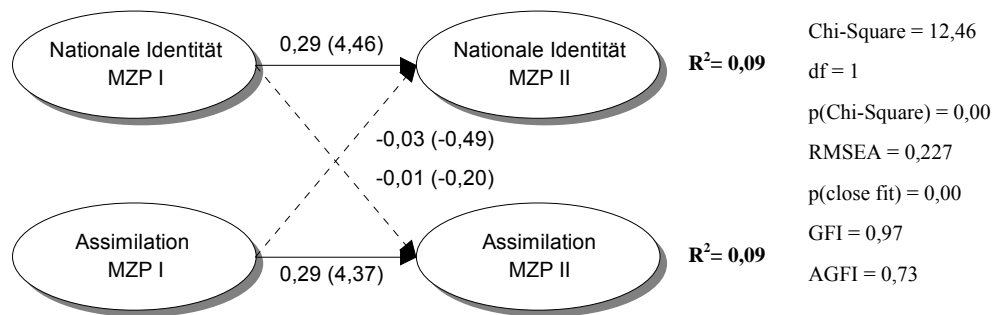 Nationale Identität
MZP I
0,29 (4,46)
Nationale Identität
MZP II
R²= 0,09
-0,03 (-0,49)
-0,01 (-0,20)
Assimilation
MZP I
0,29 (4,37)
Assimilation
MZP II
R²= 0,09
Chi-Square = 12,46
df = 1
p(Chi-Square) = 0,00
RMSEA = 0,227
p(close fit) = 0,00
GFI = 0,97
AGFI = 0,73